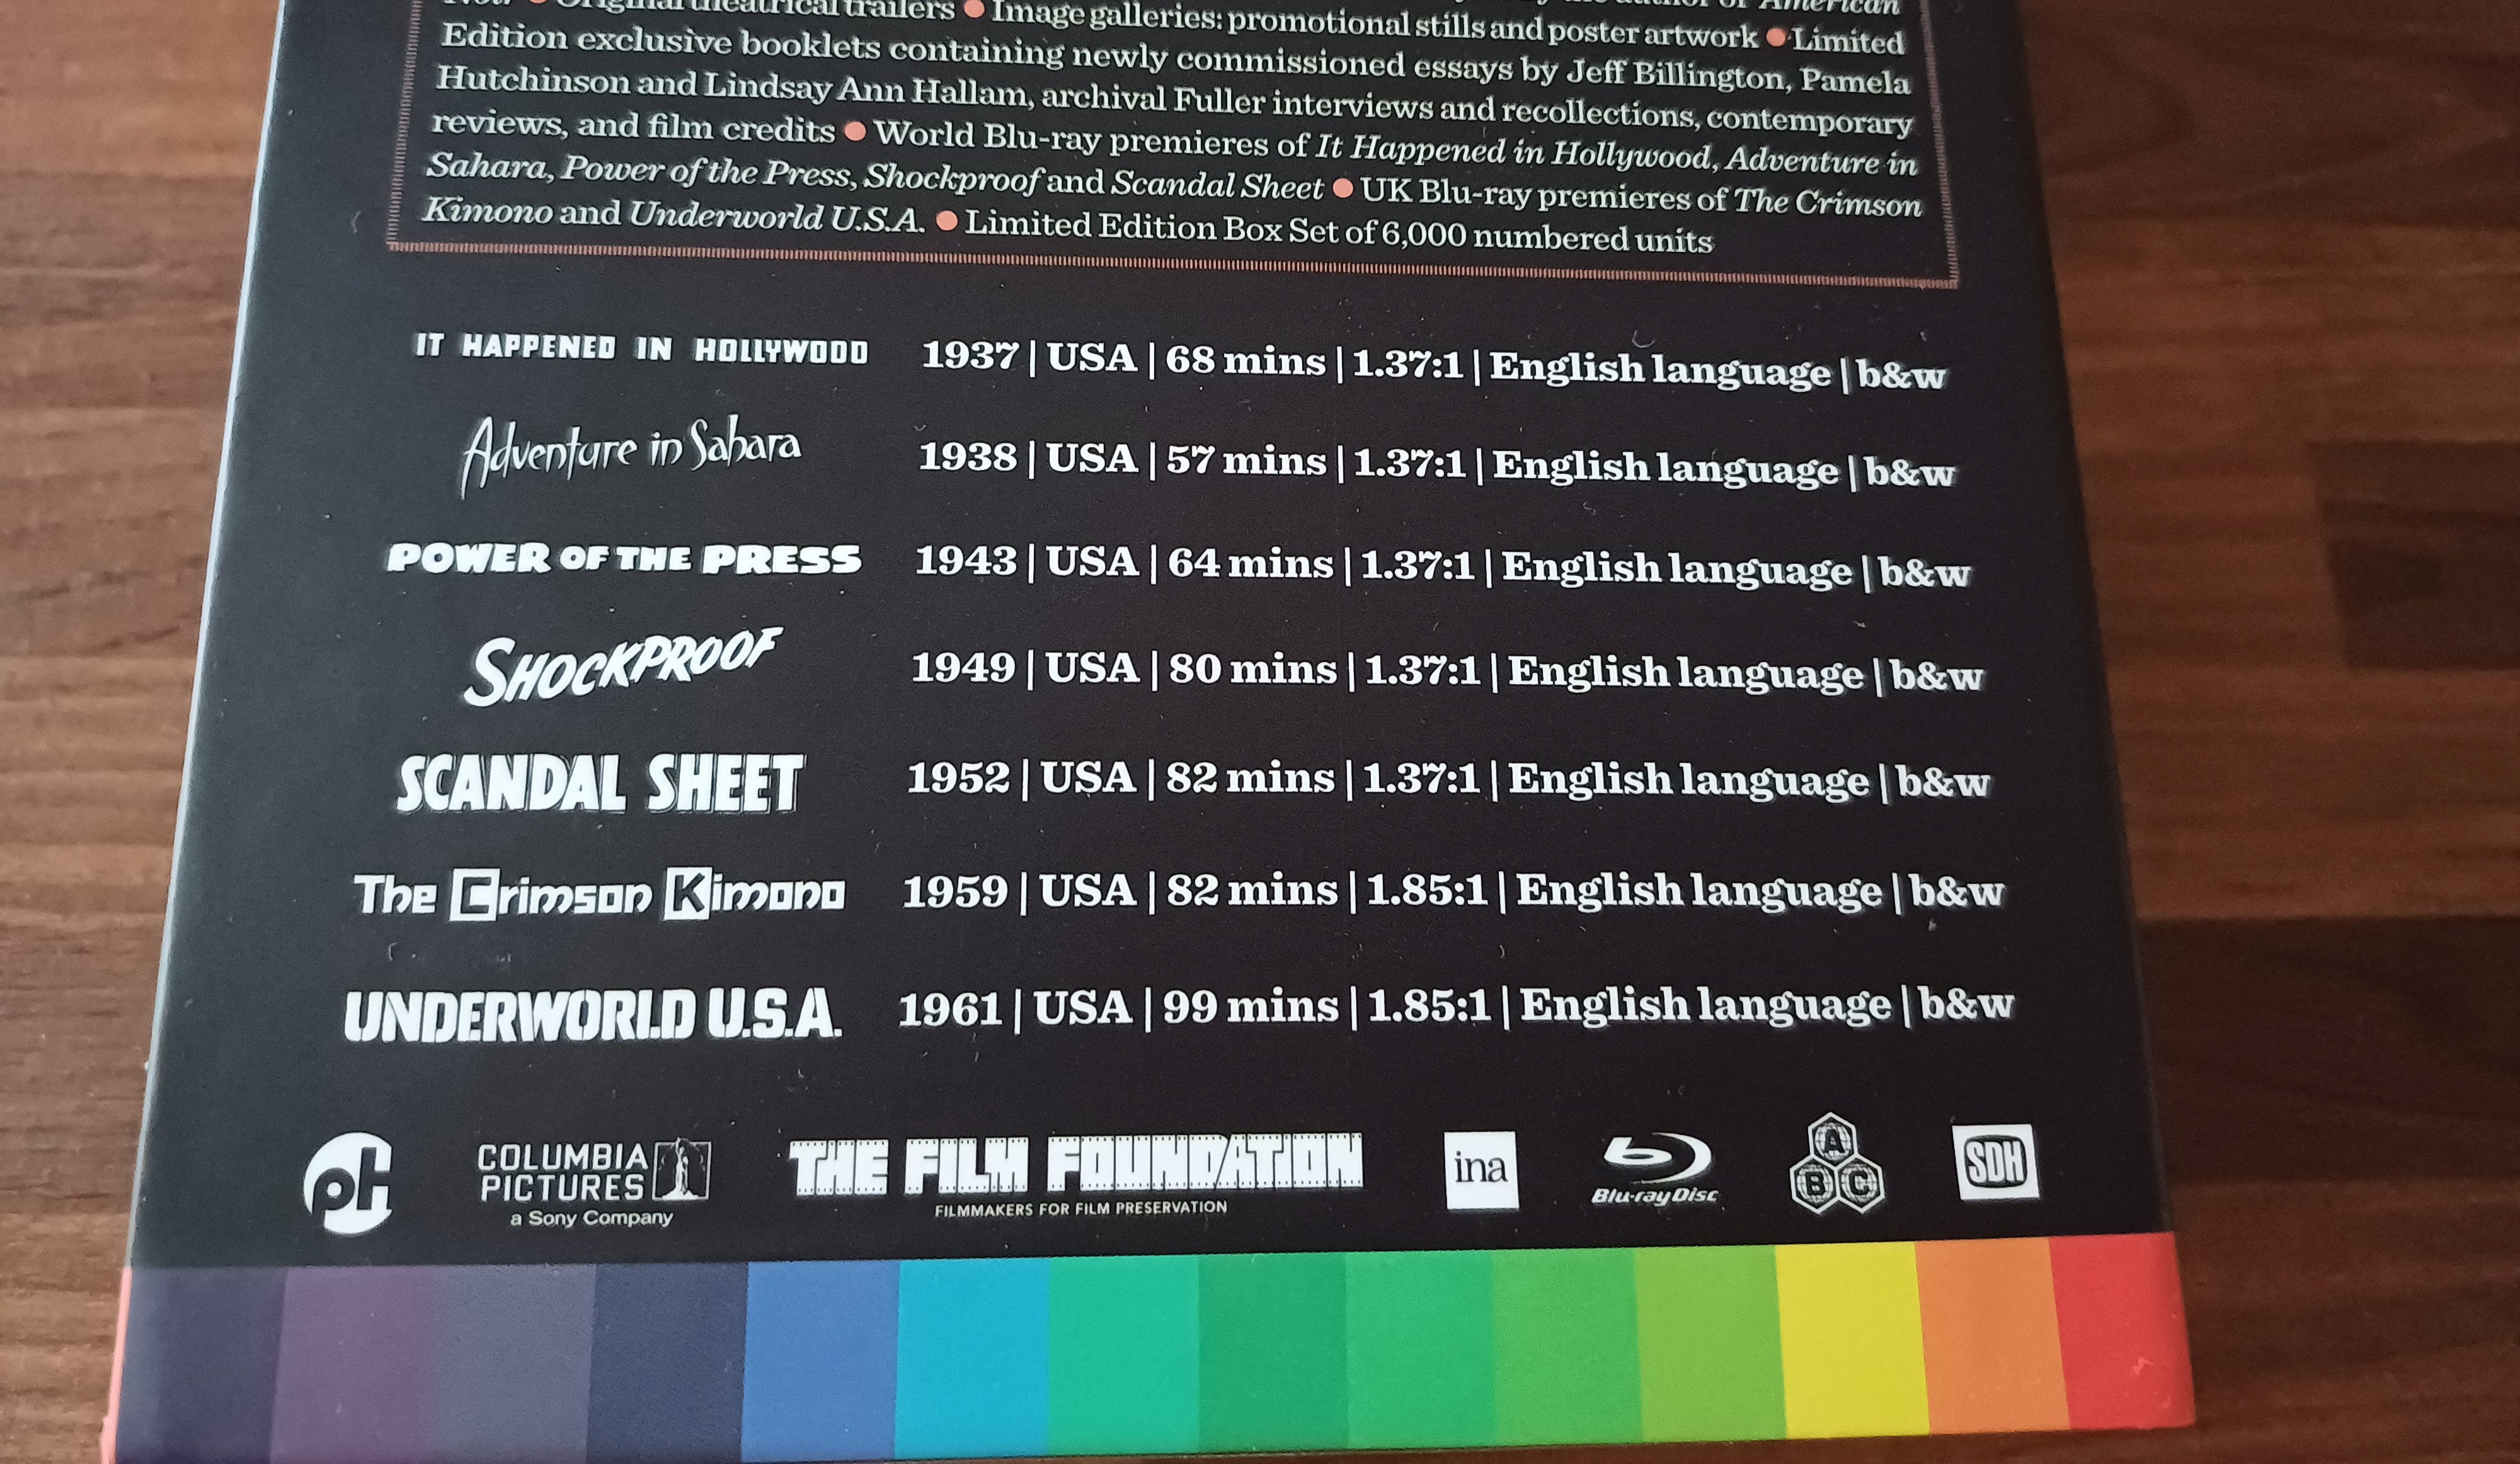 Original theatrical trailers ● Image galleries: promotional stills and poster artwork ● Limited
Edition exclusive booklets containing newly commissioned essays by Jeff Billington, Pamela
Hutchinson and Lindsay Ann Hallam, archival Fuller interviews and recollections, contemporary
reviews, and film credits ● World Blu-ray premieres of It Happened in Hollywood, Adventure in
Sahara, Power of the Press, Shockproof and Scandal Sheet ● UK Blu-ray premieres of The Crimson
Kimono and Underworld U.S.A. ● Limited Edition Box Set of 6,000 numbered units
IT HAPPENED IN HOLLYWOOD 1937 | USA | 68 mins | 1.37:1 | English language | b&w
Adventure in Sahara 1938 | USA | 57 mins | 1.37:1 | English language | b&w
POWER OF THE PRESS 1943 | USA | 64 mins | 1.37:1 | English language | b&w
SHOCKPROOF 1949 | USA | 80 mins | 1.37:1 | English language | b&w
SCANDAL SHEET 1952 | USA | 82 mins | 1.37:1 | English language | b&w
The Crimson Kimono 1959 | USA | 82 mins | 1.85:1 | English language | b&w
UNDERWORLD U.S.A. 1961 | USA | 99 mins | 1.85:1 | English language | b&w
pH
COLUMBIA
PICTURES
a Sony Company
THE FILM FOUNDATION
FILMMAKERS FOR FILM PRESERVATION
ina
Blu-ray Disc
A
B C
SDH